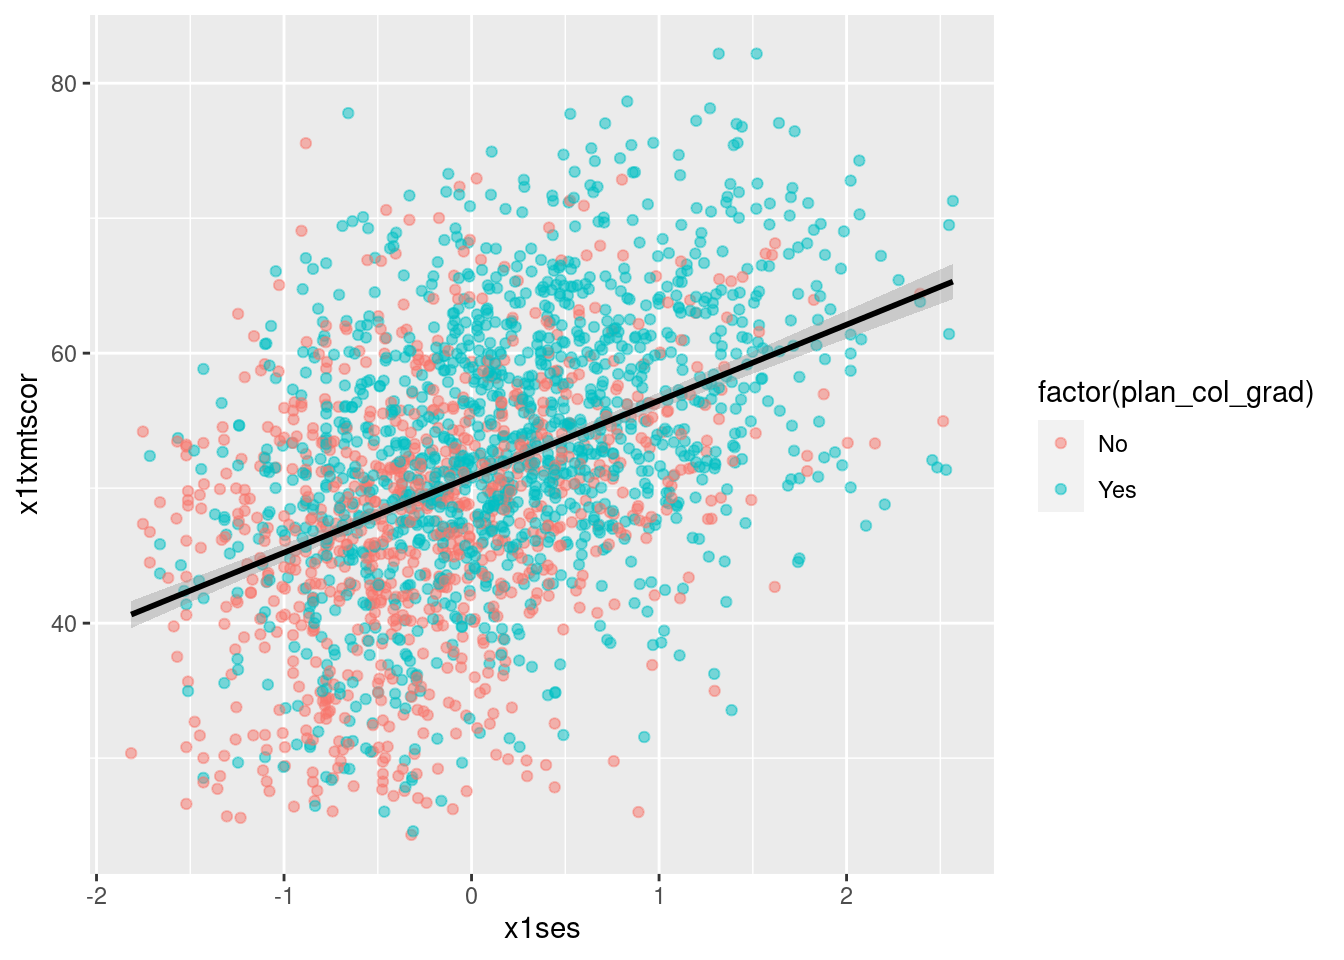 80
60
40
-2
-1
0
1
2
x1ses
x1txmtscor
factor(plan_col_grad)
No
Yes